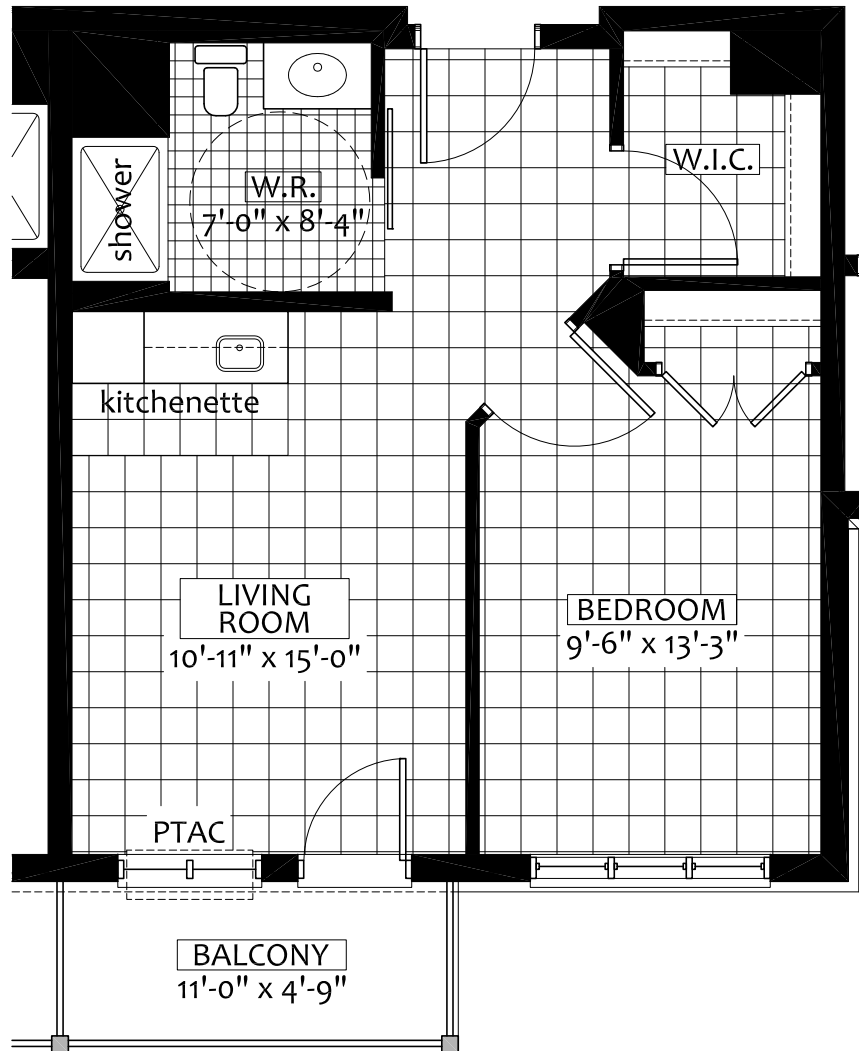 W.I.C.
shower
W.R.
7'-0" x 8'-4"
kitchenette
LIVING
ROOM
10'-11" x 15'-0"
BEDROOM
9'-6" x 13'-3"
PTAC
BALCONY
11'-0" x 4'-9"